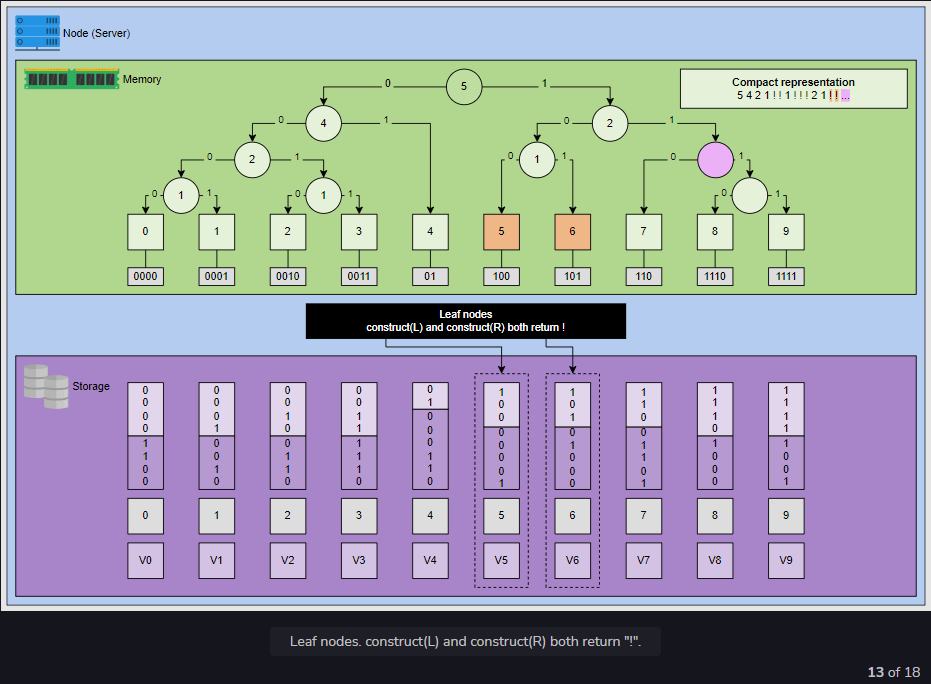 Node (Server)
Memory
Compact representation
5 4 2 1 ! ! 1 ! ! ! 2 1 ! ! ...
0 5 1
0 4 1 0 2 1
0 2 1 0 1 1 0 1
0 1 1 0 1 1 0 1
0 1 2 3 4 5 6 7 8 9
0000 0001 0010 0011 01 100 101 110 1110 1111
Leaf nodes
construct(L) and construct(R) both return !
Storage
0 0 0 0 0 1 1 1 1 1
0 0 0 0 1 0 0 1 1 1
0 0 1 1 0 0 1 0 1 1
0 1 0 1 0 0 0 0 0 1
1 0 0 1 0 0 1 1 1 1
1 0 1 1 1 0 0 1 0 0
0 1 1 1 1 0 0 0 0 0
0 0 0 0 0 1 0 1 0 1
0 1 2 3 4 5 6 7 8 9
V0 V1 V2 V3 V4 V5 V6 V7 V8 V9
Leaf nodes. construct(L) and construct(R) both return "!".
13 of 18